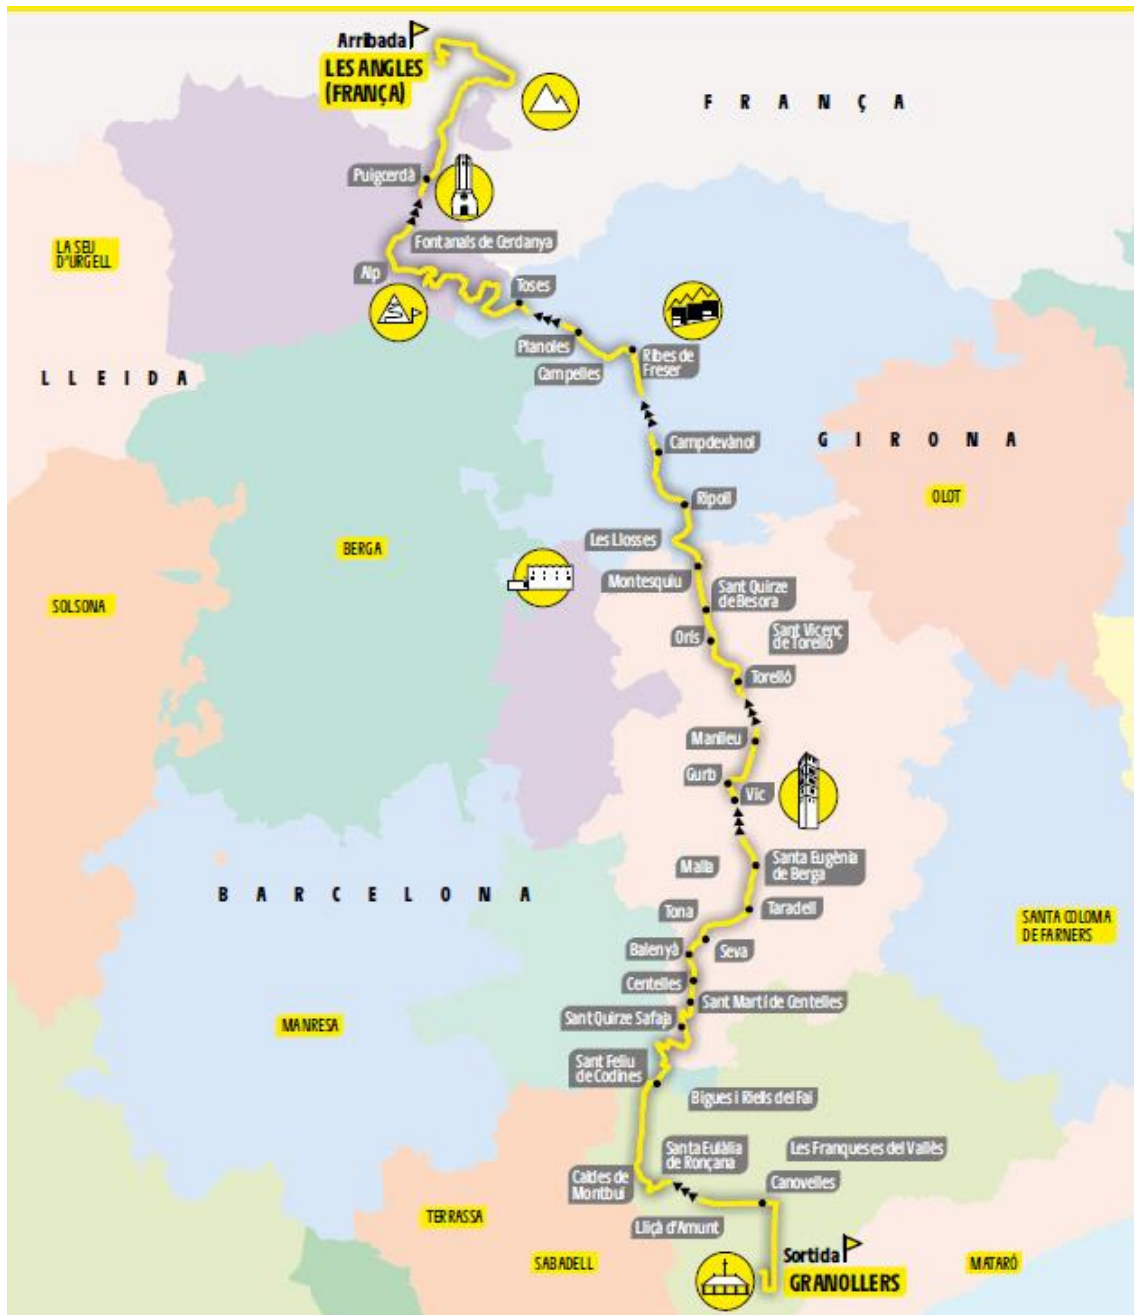 Arribada
LES ANGLES
(FRANÇA)
F R A N Ç A
Puigcerdà
Fontanals de Cerdanya
LA SEU
D'URGELL
Alp
Toses
Planoles
Campelles
Ribes de
Freser
L L E I D A
Campdevànol
G I R O N A
OLOT
Ripoll
Les Llosses
BERGA
Montesquiu
Sant Quirze
de Besora
SOLSONA
Orís
Sant Vicenç
de Torelló
Torelló
Manlleu
Gurb
Vic
Malla
Santa Eugènia
de Berga
B A R C E L O N A
Tona
Taradell
SANTA COLOMA
DE FARNERS
Balenyà
Seva
Centelles
Sant Martí de Centelles
Sant Quirze Safaja
MANRESA
Sant Feliu
de Codines
Bigues i Riells del Fai
Santa Eulàlia
de Ronçana
Les Franqueses del Vallès
Caldes de
Montbui
Canovelles
TERRASSA
Lliçà d'Amunt
Sortida
GRANOLLERS
SABADELL
MATARÓ